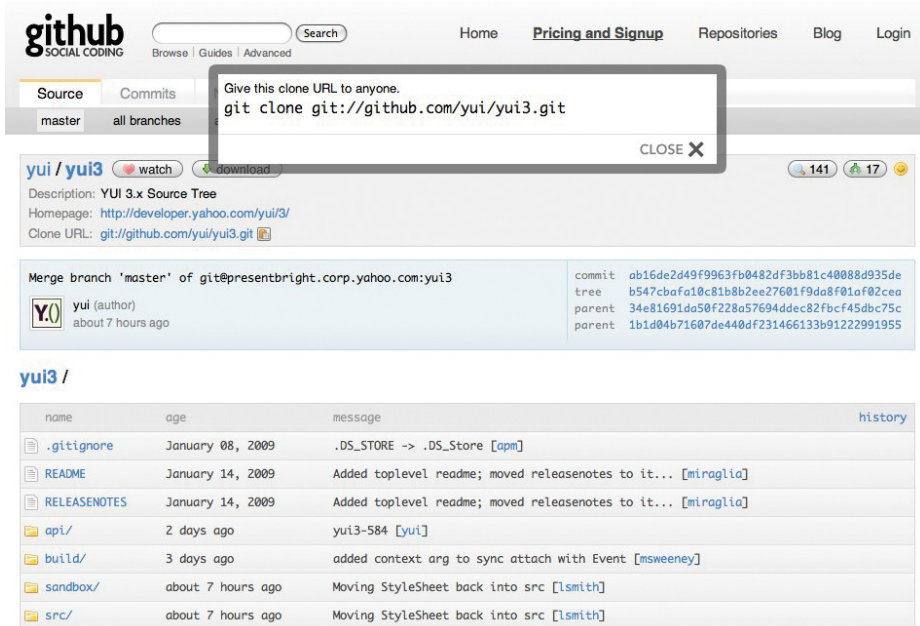 github
SOCIAL CODING
Search
Browse | Guides | Advanced
Home Pricing and Signup Repositories Blog Login
Source Commits
master all branches
Give this clone URL to anyone.
git clone git://github.com/yui/yui3.git
CLOSE
yui / yui3 watch download 141 17
Description: YUI 3.x Source Tree
Homepage: http://developer.yahoo.com/yui/3/
Clone URL: git://github.com/yui/yui3.git
Merge branch 'master' of git@presentbright.corp.yahoo.com:yui3
Y.()
yui (author)
about 7 hours ago
commit ab16de2d49f9963fb0482df3bb81c40088d935de
tree b547cbafa10c81b8b2ee27601f9da8f01af02cea
parent 34e81691da50f228a57694ddec82fbcf45dbc75c
parent 1b1d04b71607de440df231466133b91222991955
yui3 /
name age message history
.gitignore January 08, 2009 .DS_STORE -> .DS_Store [apm]
README January 14, 2009 Added toplevel readme; moved releasenotes to it... [miraglia]
RELEASENOTES January 14, 2009 Added toplevel readme; moved releasenotes to it... [miraglia]
api/ 2 days ago yui3-584 [yui]
build/ 3 days ago added context arg to sync attach with Event [msweeney]
sandbox/ about 7 hours ago Moving StyleSheet back into src [lsmith]
src/ about 7 hours ago Moving StyleSheet back into src [lsmith]